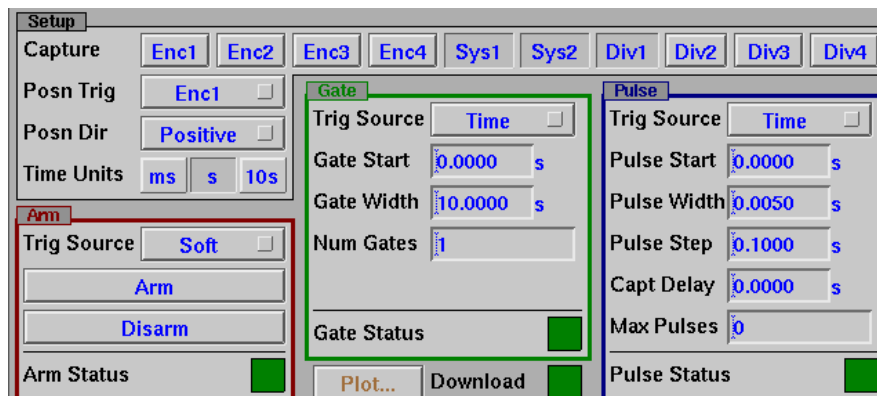 Setup
Capture Enc1 Enc2 Enc3 Enc4 Sys1 Sys2 Div1 Div2 Div3 Div4
Posn Trig Enc1
Posn Dir Positive
Time Units ms s 10s
Arm
Trig Source Soft
Arm
Disarm
Arm Status
Gate
Trig Source Time
Gate Start 0.0000 s
Gate Width 10.0000 s
Num Gates 1
Gate Status
Plot... Download
Pulse
Trig Source Time
Pulse Start 0.0000 s
Pulse Width 0.0050 s
Pulse Step 0.1000 s
Capt Delay 0.0000 s
Max Pulses 0
Pulse Status